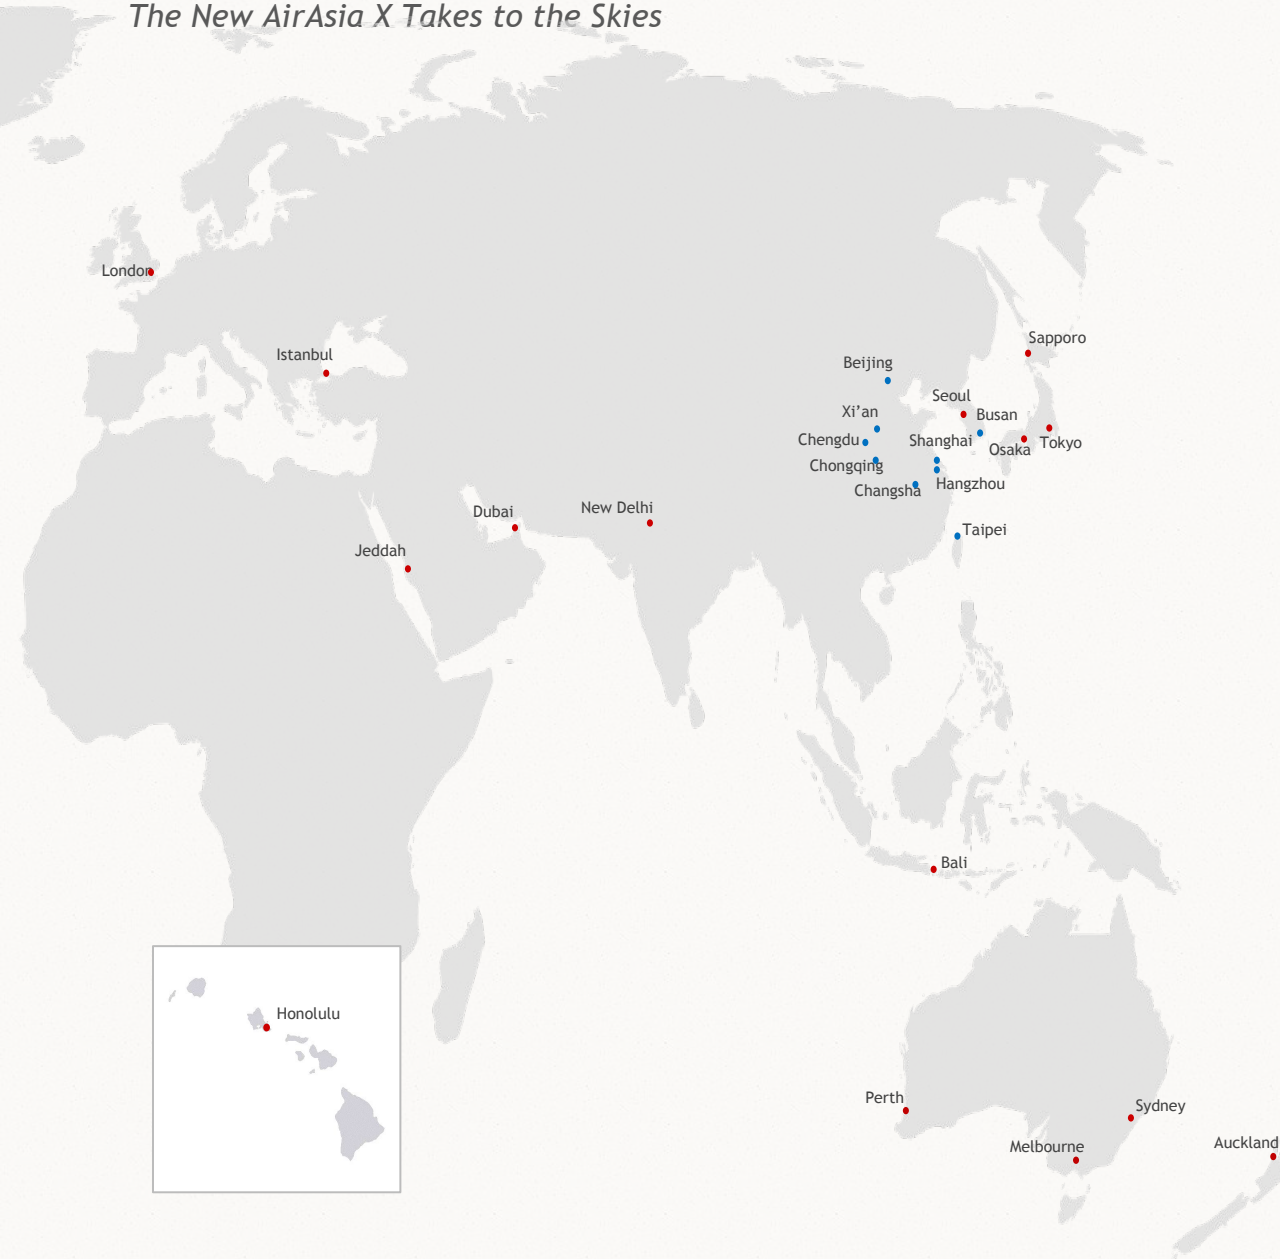 The New AirAsia X Takes to the Skies
London
Sapporo
Istanbul
Beijing
Seoul
Xi’an
Busan
Chengdu
Shanghai
Tokyo
Osaka
Chongqing
Hangzhou
Changsha
New Delhi
Dubai
Taipei
Jeddah
Bali
Honolulu
Perth
Sydney
Auckland
Melbourne